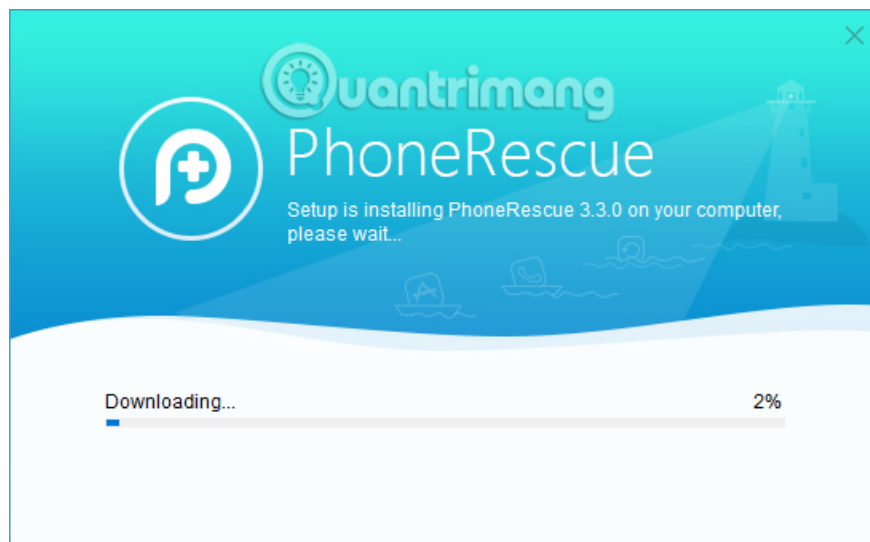 Quantrimang
PhoneRescue
Setup is installing PhoneRescue 3.3.0 on your computer,
please wait...
Downloading... 2%